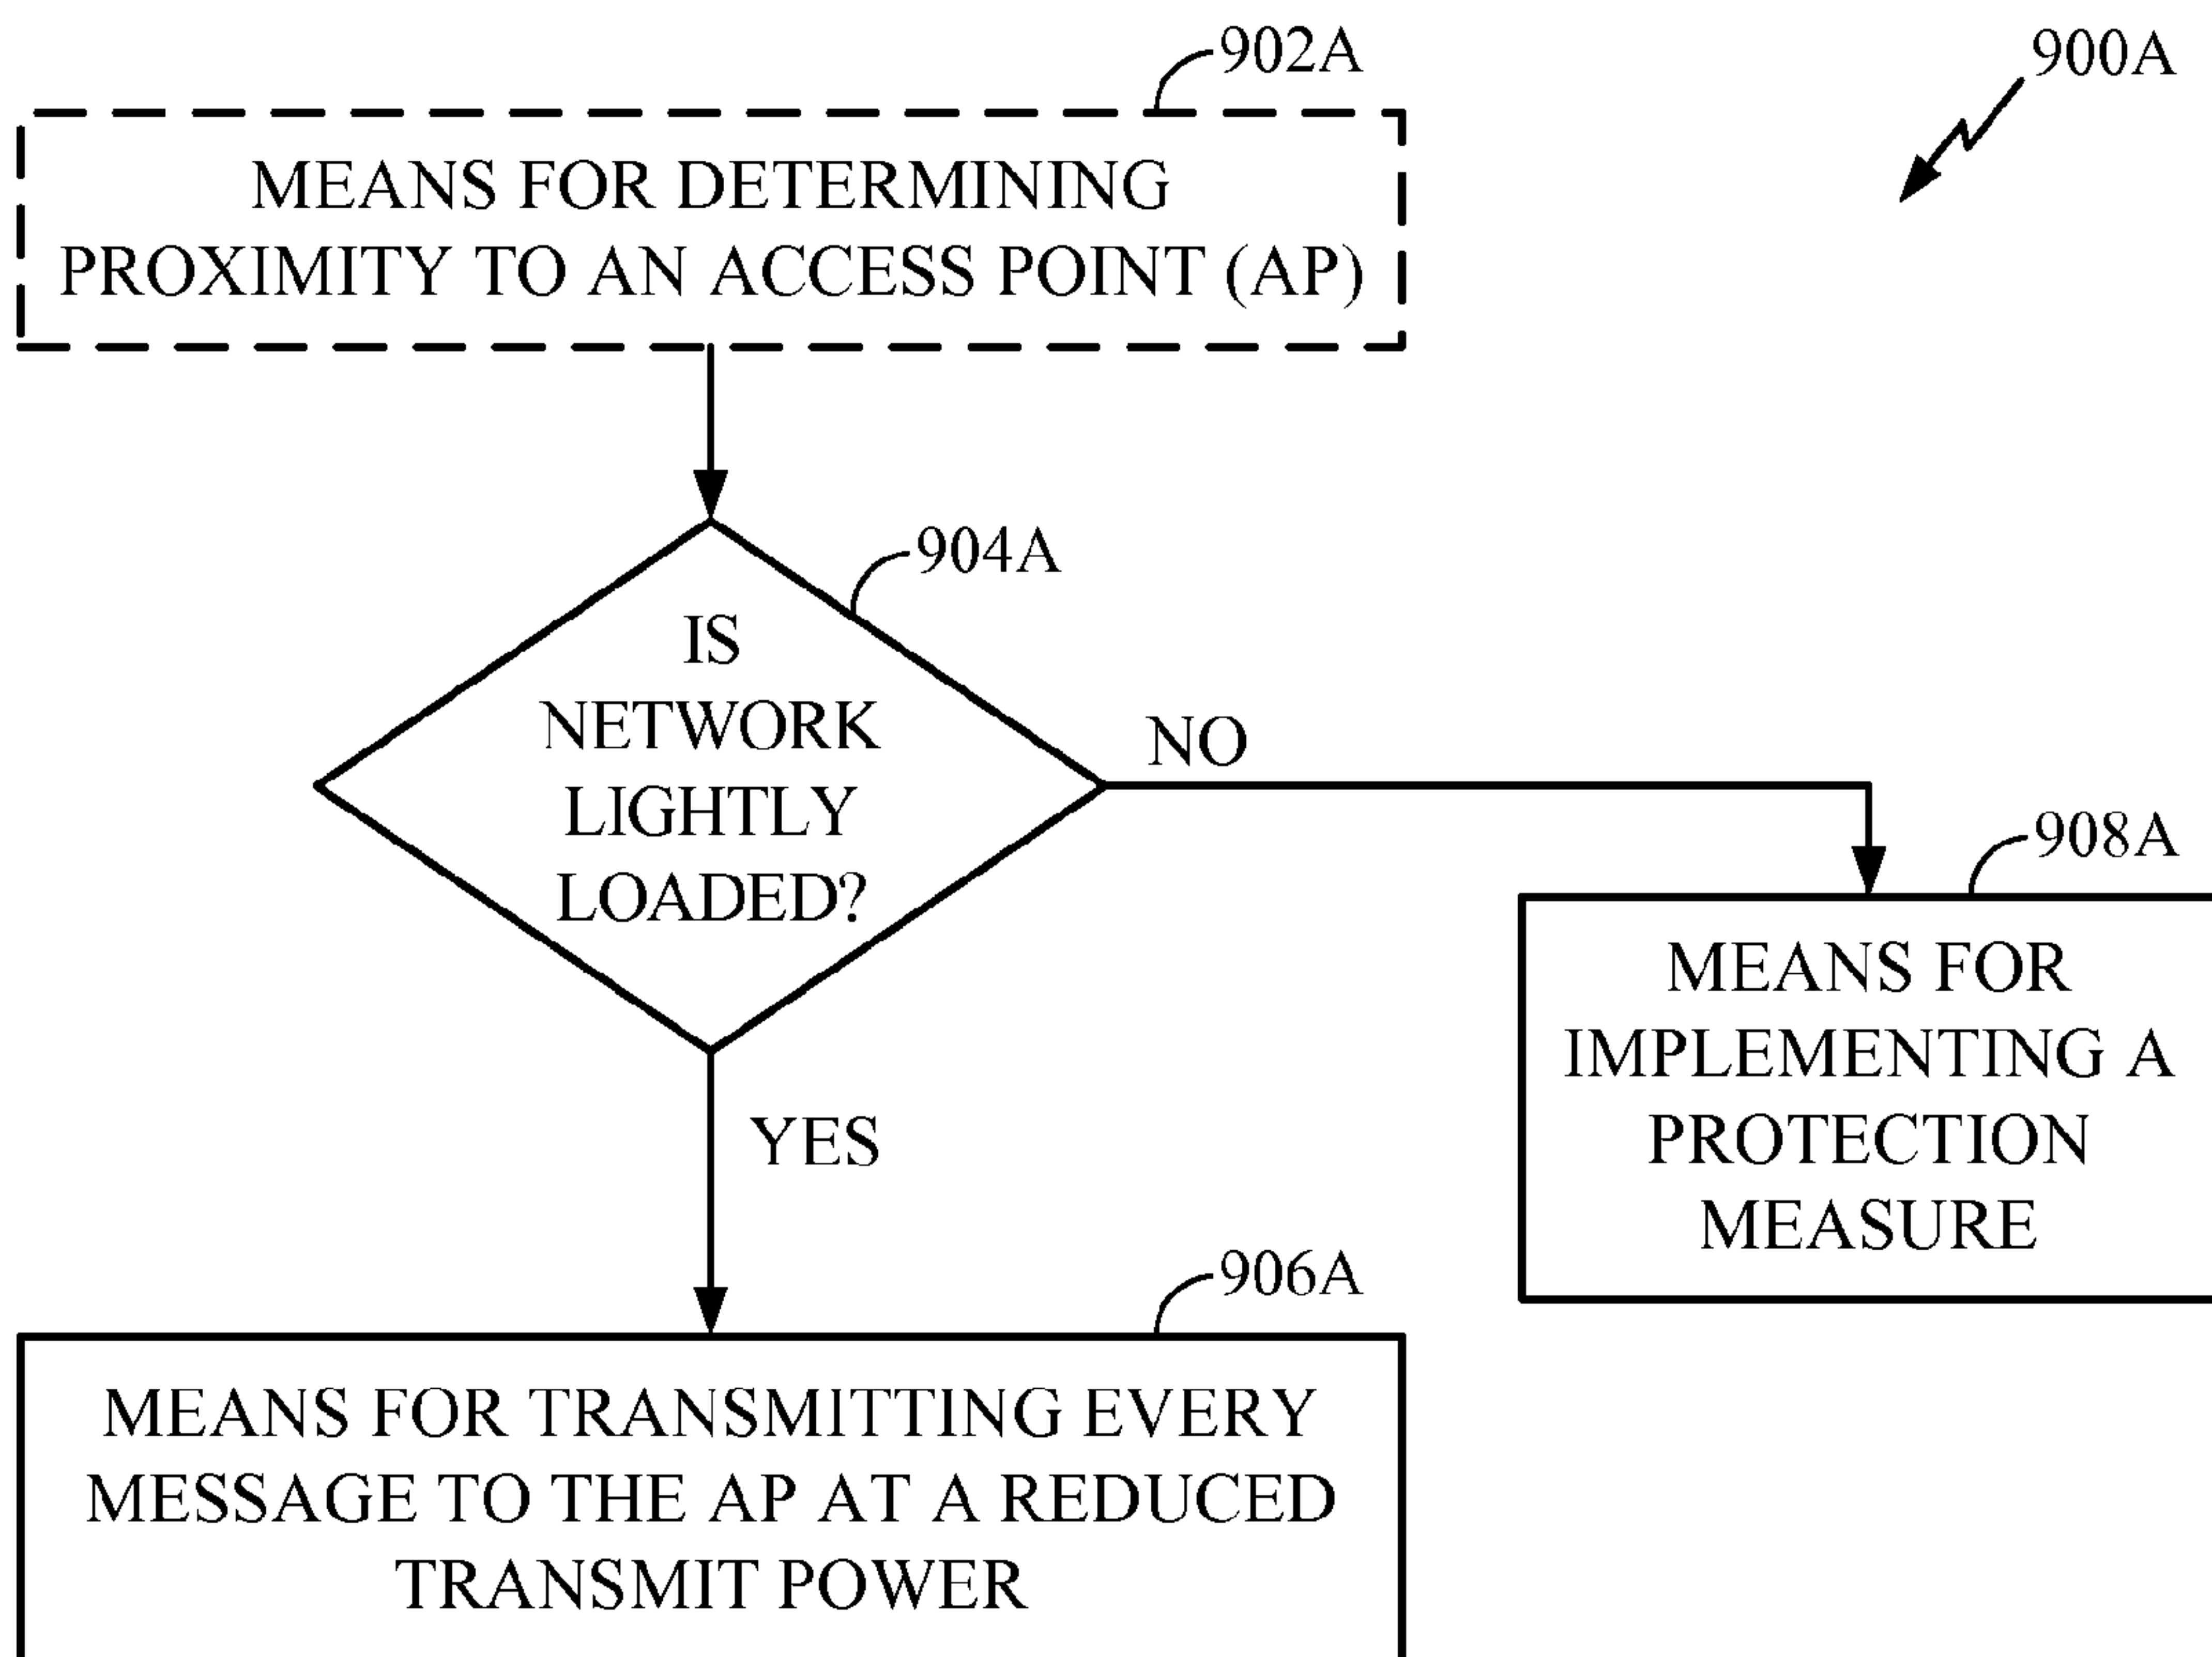 902A
900A
MEANS FOR DETERMINING
PROXIMITY TO AN ACCESS POINT (AP)
904A
IS
NETWORK
LIGHTLY
LOADED?
NO
908A
MEANS FOR
IMPLEMENTING A
PROTECTION
MEASURE
YES
906A
MEANS FOR TRANSMITTING EVERY
MESSAGE TO THE AP AT A REDUCED
TRANSMIT POWER